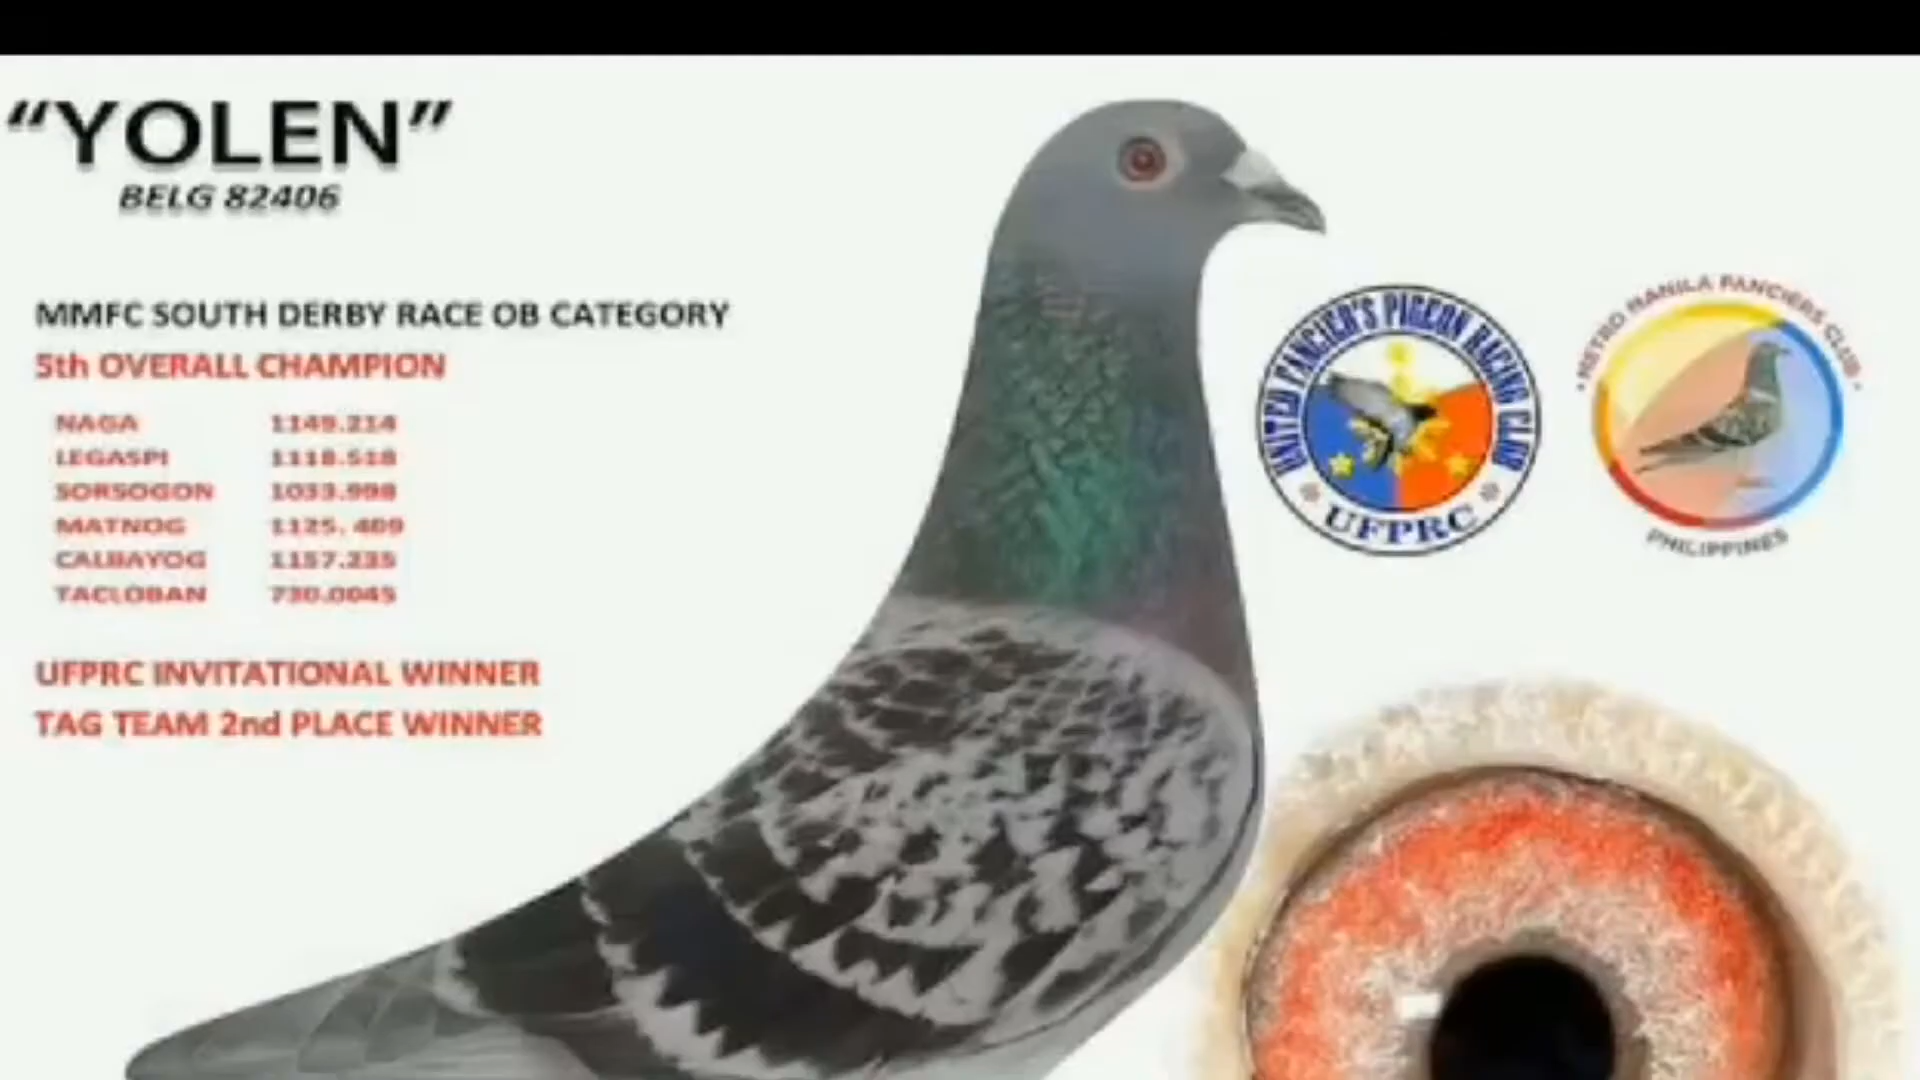 “YOLEN”
BELG 82406
MMFC SOUTH DERBY RACE OB CATEGORY
5th OVERALL CHAMPION
NAGA 1149.214
LEGASPI 1118.518
SORSOGON 1033.998
MATNOG 1125. 409
CALBAYOG 1157.235
TACLOBAN 730.0045
UFPRC INVITATIONAL WINNER
TAG TEAM 2nd PLACE WINNER
UNITED FANCIER'S PIGEON RACING CLUB
UFPRC
METRO MANILA FANCIERS CLUB
PHILIPPINES